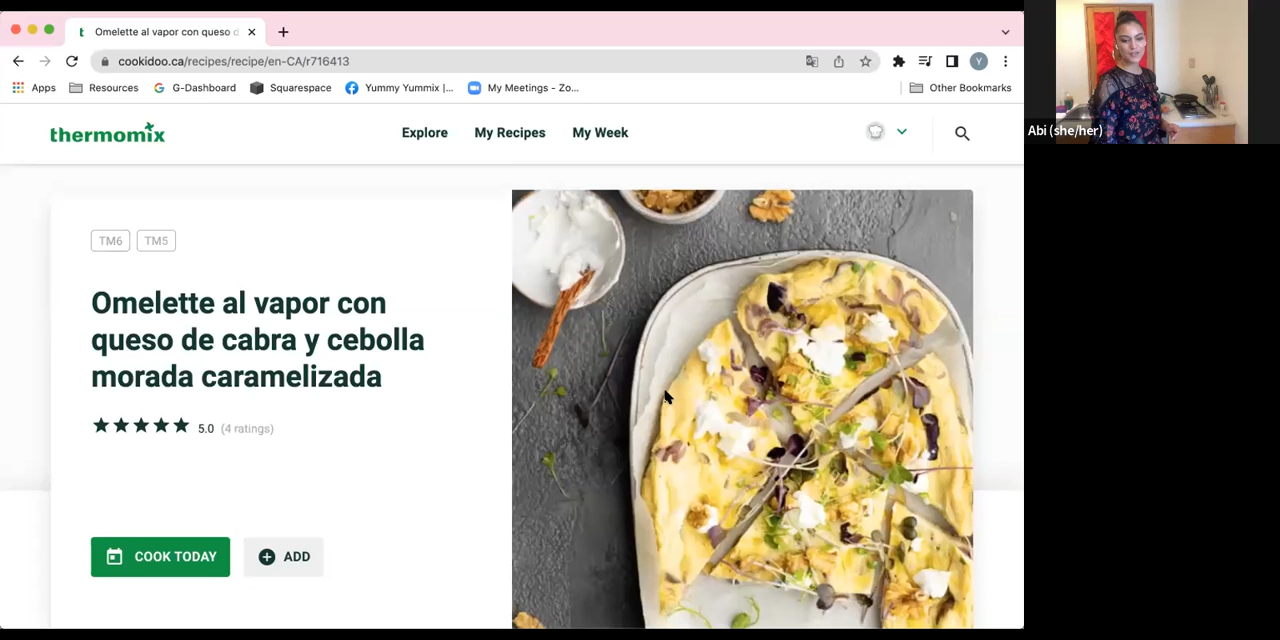 Omelette al vapor con queso d
cookidoo.ca/recipes/recipe/en-CA/r716413
Y
Apps
Resources
G-Dashboard
Squarespace
Yummy Yummix |...
My Meetings - Zo...
Other Bookmarks
thermomix
Explore
My Recipes
My Week
TM6
TM5
Omelette al vapor con
queso de cabra y cebolla
morada caramelizada
5.0 (4 ratings)
COOK TODAY
ADD
Abi (she/her)